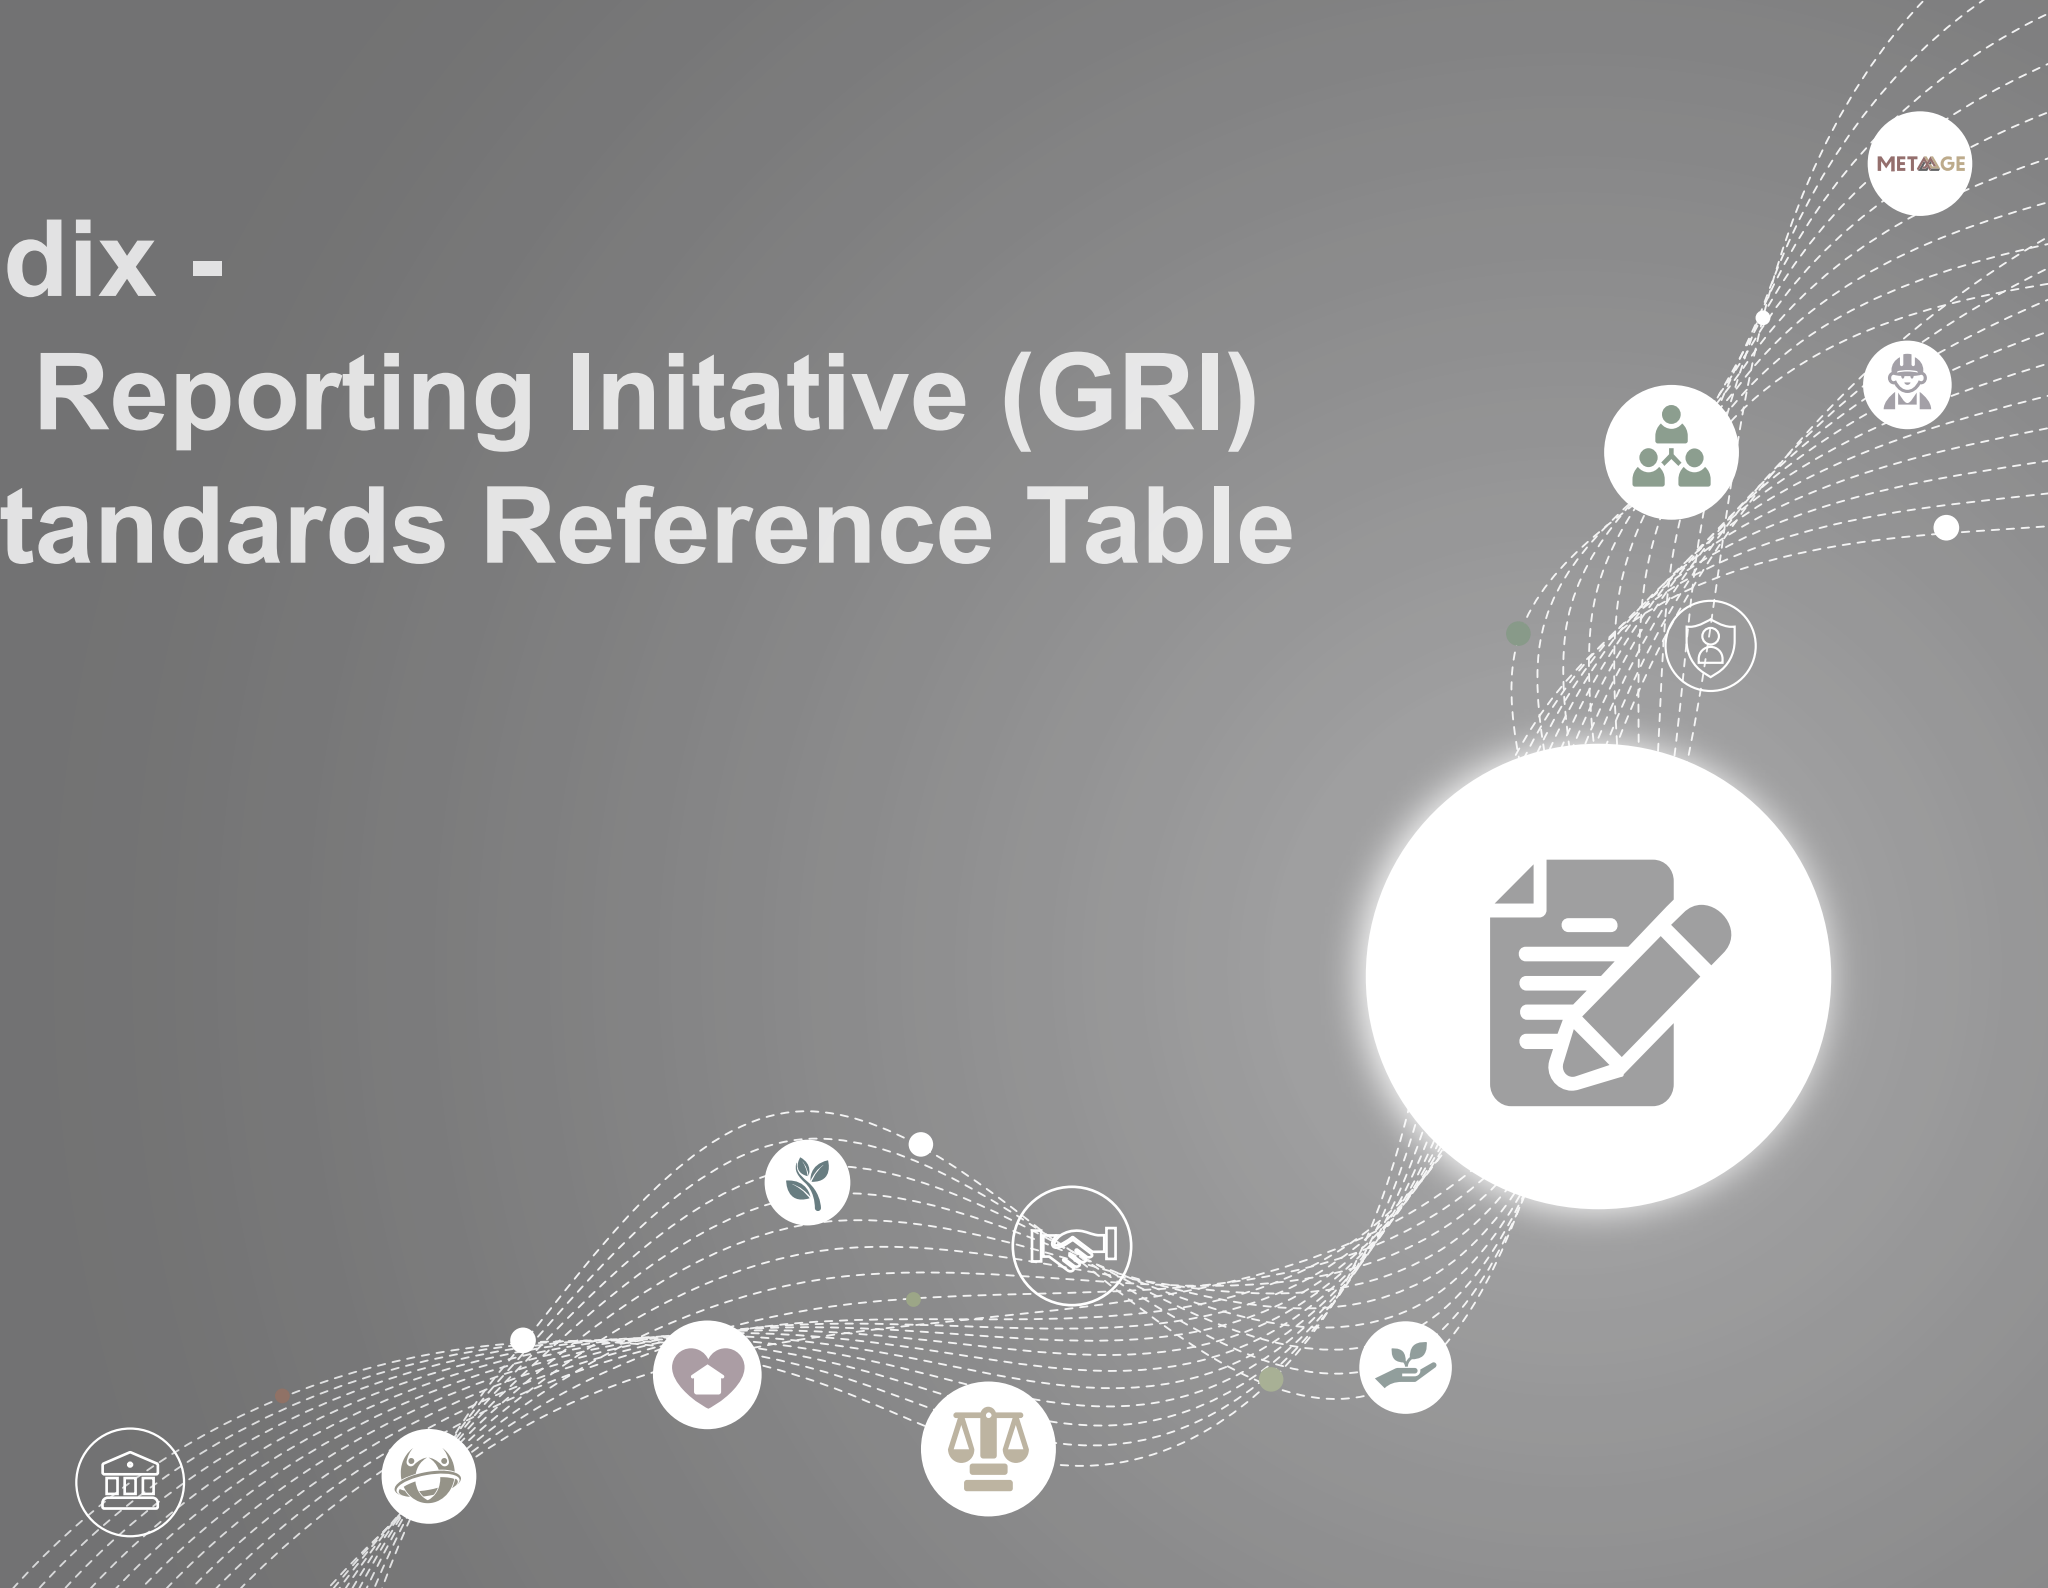 dix -
Reporting Initative (GRI)
tandards Reference Table
METAAGE